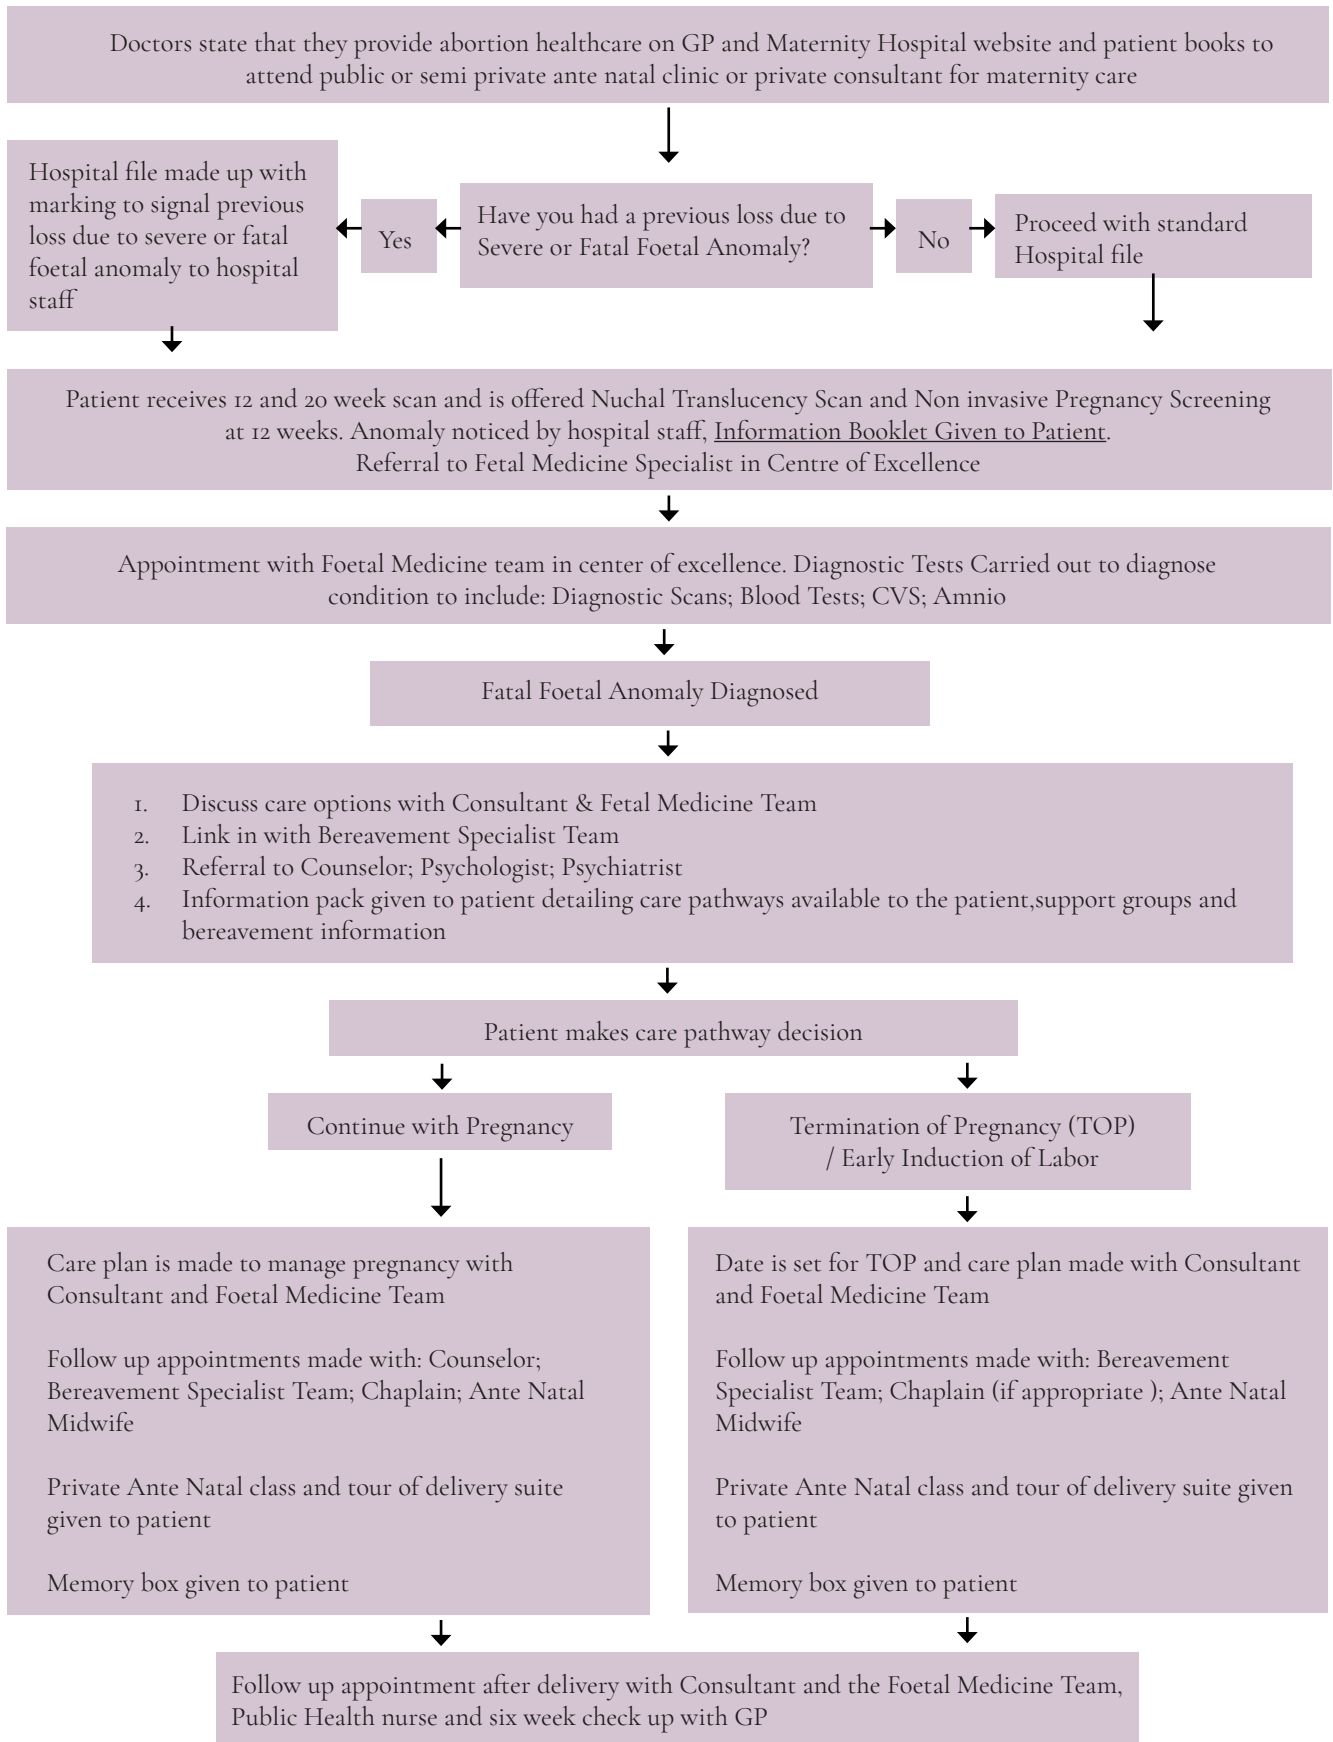 Doctors state that they provide abortion healthcare on GP and Maternity Hospital website and patient books to
attend public or semi private ante natal clinic or private consultant for maternity care
Hospital file made up with
marking to signal previous
loss due to severe or fatal
foetal anomaly to hospital
staff
Yes
Have you had a previous loss due to
Severe or Fatal Foetal Anomaly?
No
Proceed with standard
Hospital file
Patient receives 12 and 20 week scan and is offered Nuchal Translucency Scan and Non invasive Pregnancy Screening
at 12 weeks. Anomaly noticed by hospital staff, Information Booklet Given to Patient.
Referral to Fetal Medicine Specialist in Centre of Excellence
Appointment with Foetal Medicine team in center of excellence. Diagnostic Tests Carried out to diagnose
condition to include: Diagnostic Scans; Blood Tests; CVS; Amnio
Fatal Foetal Anomaly Diagnosed
1. Discuss care options with Consultant & Fetal Medicine Team
2. Link in with Bereavement Specialist Team
3. Referral to Counselor; Psychologist; Psychiatrist
4. Information pack given to patient detailing care pathways available to the patient,support groups and
bereavement information
Patient makes care pathway decision
Continue with Pregnancy
Termination of Pregnancy (TOP)
/ Early Induction of Labor
Care plan is made to manage pregnancy with
Consultant and Foetal Medicine Team
Follow up appointments made with: Counselor;
Bereavement Specialist Team; Chaplain; Ante Natal
Midwife
Private Ante Natal class and tour of delivery suite
given to patient
Memory box given to patient
Date is set for TOP and care plan made with Consultant
and Foetal Medicine Team
Follow up appointments made with: Bereavement
Specialist Team; Chaplain (if appropriate ); Ante Natal
Midwife
Private Ante Natal class and tour of delivery suite given
to patient
Memory box given to patient
Follow up appointment after delivery with Consultant and the Foetal Medicine Team,
Public Health nurse and six week check up with GP